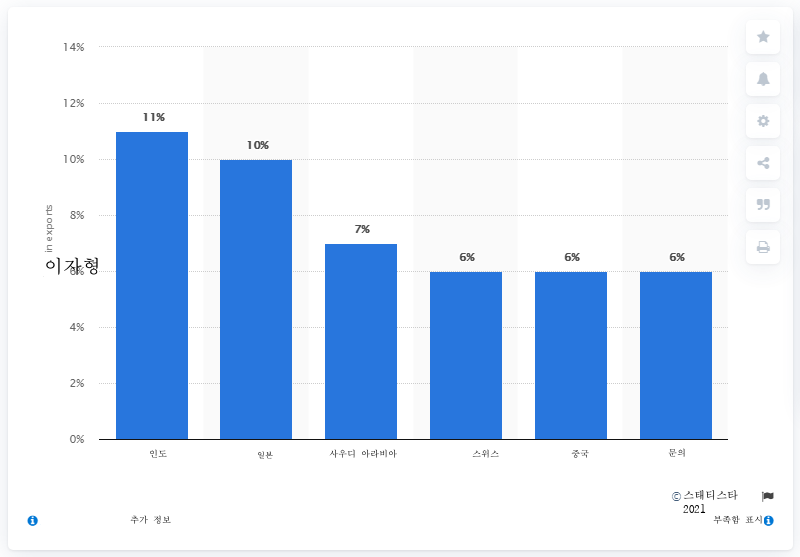 14%
12%
10%
8%
6%
4%
2%
0%
in exports
이자형
11%
10%
7%
6%
6%
6%
인도
일본
사우디 아라비아
스위스
중국
문의
© 스태티스타
2021
추가 정보
부족함 표시